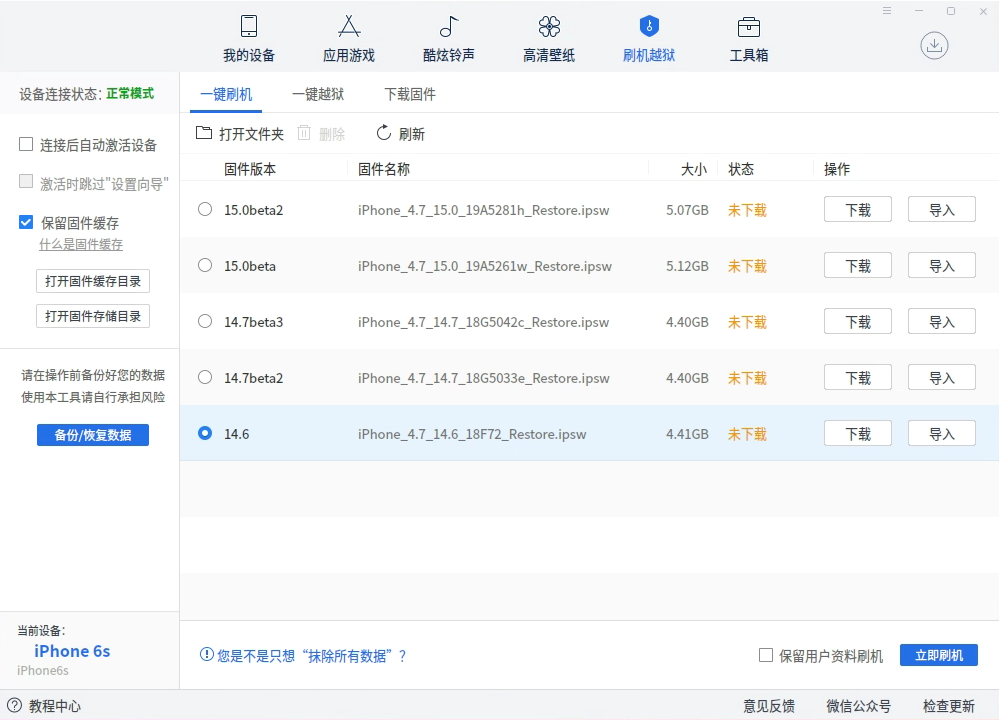 我的设备
应用游戏
酷炫铃声
高清壁纸
刷机越狱
工具箱
设备连接状态：正常模式
一键刷机
一键越狱
下载固件
连接后自动激活设备
激活时跳过"设置向导"
保留固件缓存
什么是固件缓存
打开固件缓存目录
打开固件存储目录
请在操作前备份好您的数据
使用本工具请自行承担风险
备份/恢复数据
打开文件夹 删除 刷新
固件版本 固件名称 大小 状态 操作
15.0beta2 iPhone_4.7_15.0_19A5281h_Restore.ipsw 5.07GB 未下载 下载 导入
15.0beta iPhone_4.7_15.0_19A5261w_Restore.ipsw 5.12GB 未下载 下载 导入
14.7beta3 iPhone_4.7_14.7_18G5042c_Restore.ipsw 4.40GB 未下载 下载 导入
14.7beta2 iPhone_4.7_14.7_18G5033e_Restore.ipsw 4.40GB 未下载 下载 导入
14.6 iPhone_4.7_14.6_18F72_Restore.ipsw 4.41GB 未下载 下载 导入
当前设备：
iPhone 6s
iPhone6s
您是不是只想“抹除所有数据”？
保留用户资料刷机
立即刷机
教程中心
意见反馈
微信公众号
检查更新